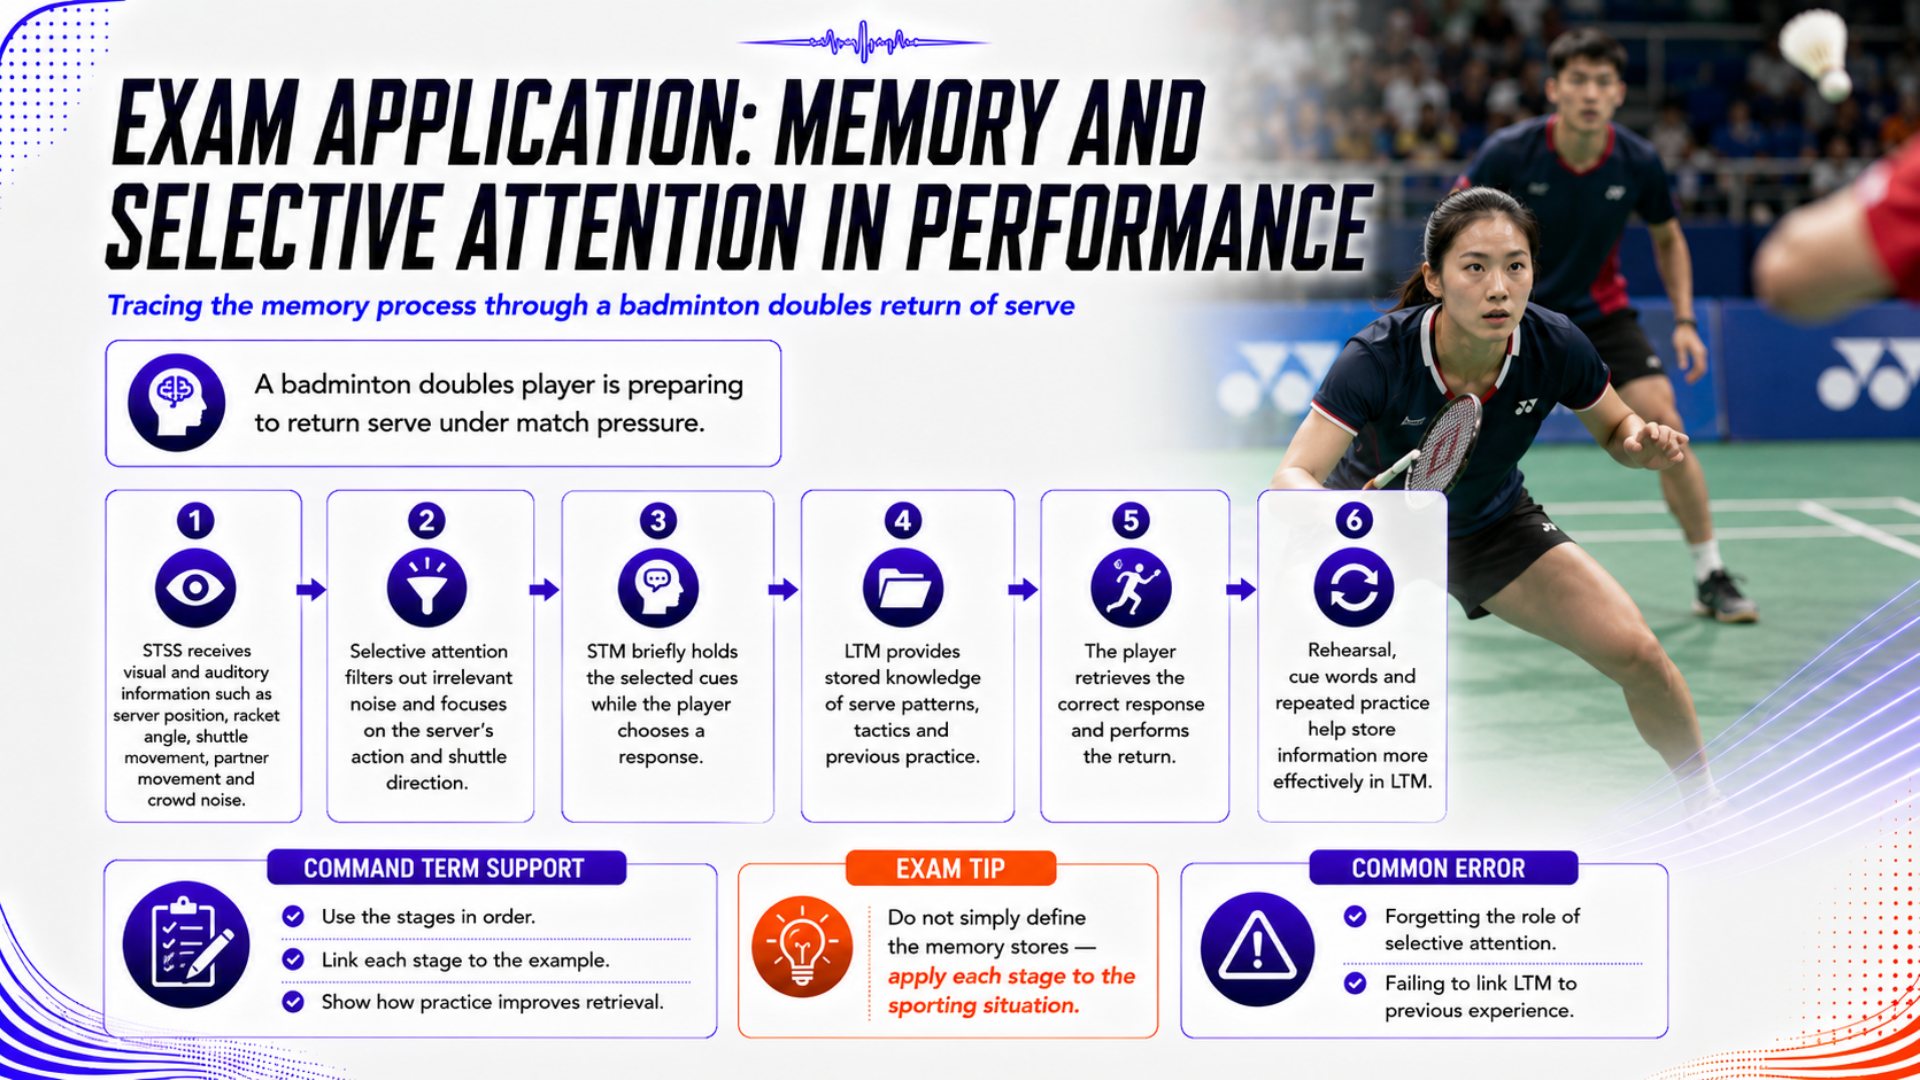 EXAM APPLICATION: MEMORY AND
SELECTIVE ATTENTION IN PERFORMANCE
Tracing the memory process through a badminton doubles return of serve
A badminton doubles player is preparing
to return serve under match pressure.
1
STSS receives
visual and auditory
information such as
server position, racket
angle, shuttle
movement, partner
movement and
crowd noise.
2
Selective attention
filters out irrelevant
noise and focuses
on the server's
action and shuttle
direction.
3
STM briefly holds
the selected cues
while the player
chooses a
response.
4
LTM provides
stored knowledge
of serve patterns,
tactics and
previous practice.
5
The player
retrieves the
correct response
and performs
the return.
6
Rehearsal,
cue words and
repeated practice
help store
information more
effectively in LTM.
COMMAND TERM SUPPORT
Use the stages in order.
Link each stage to the example.
Show how practice improves retrieval.
EXAM TIP
Do not simply define
the memory stores —
apply each stage to the
sporting situation.
COMMON ERROR
Forgetting the role of
selective attention.
Failing to link LTM to
previous experience.